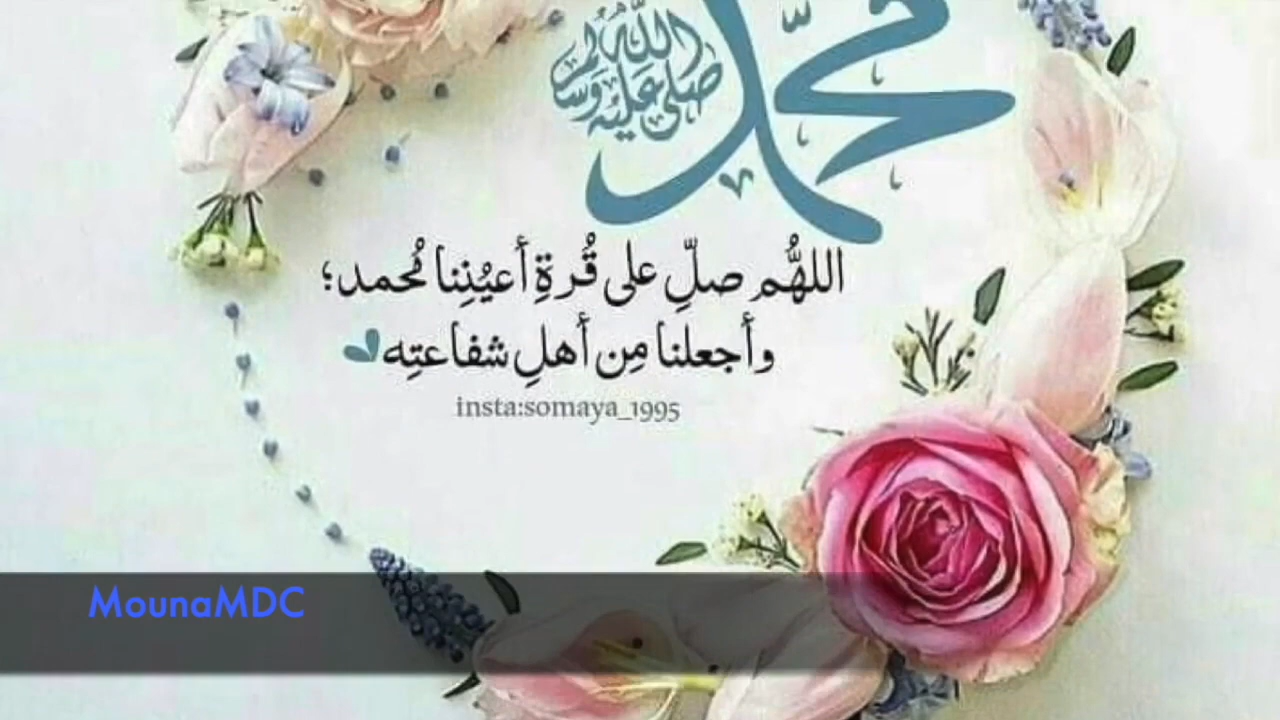 محمد
صلى الله عليه وسلم
اللهُّم صلِّ على قُرةِ أعيُنِنا مُحمد؛
وأجعلنا مِن أهلِ شفاعتِه
insta:somaya_1995
MounaMDC